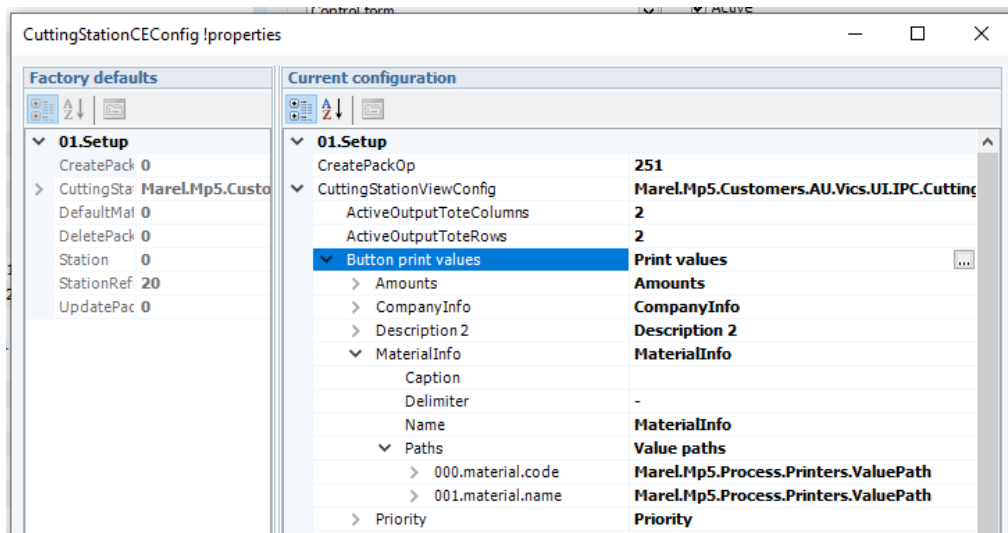 Control form
Active
CuttingStationCEConfig !properties
Factory defaults
Current configuration
01.Setup
CreatePack 0
CuttingSta Marel.Mp5.Custo
DefaultMat 0
DeletePack 0
Station 0
StationRef 20
UpdatePac 0
01.Setup
CreatePackOp 251
CuttingStationViewConfig Marel.Mp5.Customers.AU.Vics.UI.IPC.Cutting
ActiveOutputToteColumns 2
ActiveOutputToteRows 2
Button print values Print values ...
Amounts Amounts
CompanyInfo CompanyInfo
Description 2 Description 2
MaterialInfo MaterialInfo
Caption
Delimiter -
Name MaterialInfo
Paths Value paths
000.material.code Marel.Mp5.Process.Printers.ValuePath
001.material.name Marel.Mp5.Process.Printers.ValuePath
Priority Priority